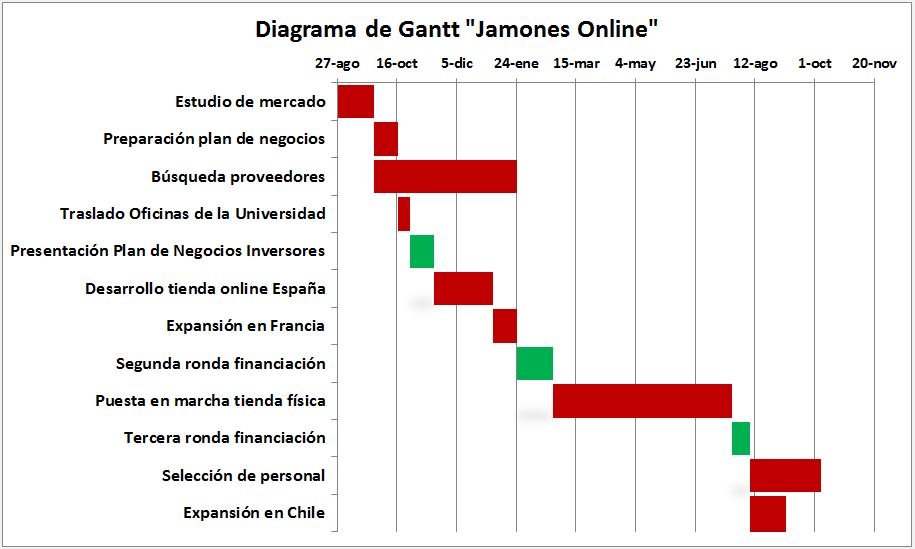 Diagrama de Gantt "Jamones Online"
27-ago 16-oct 5-dic 24-ene 15-mar 4-may 23-jun 12-ago 1-oct 20-nov
Estudio de mercado
Preparación plan de negocios
Búsqueda proveedores
Traslado Oficinas de la Universidad
Presentación Plan de Negocios Inversores
Desarrollo tienda online España
Expansión en Francia
Segunda ronda financiación
Puesta en marcha tienda física
Tercera ronda financiación
Selección de personal
Expansión en Chile